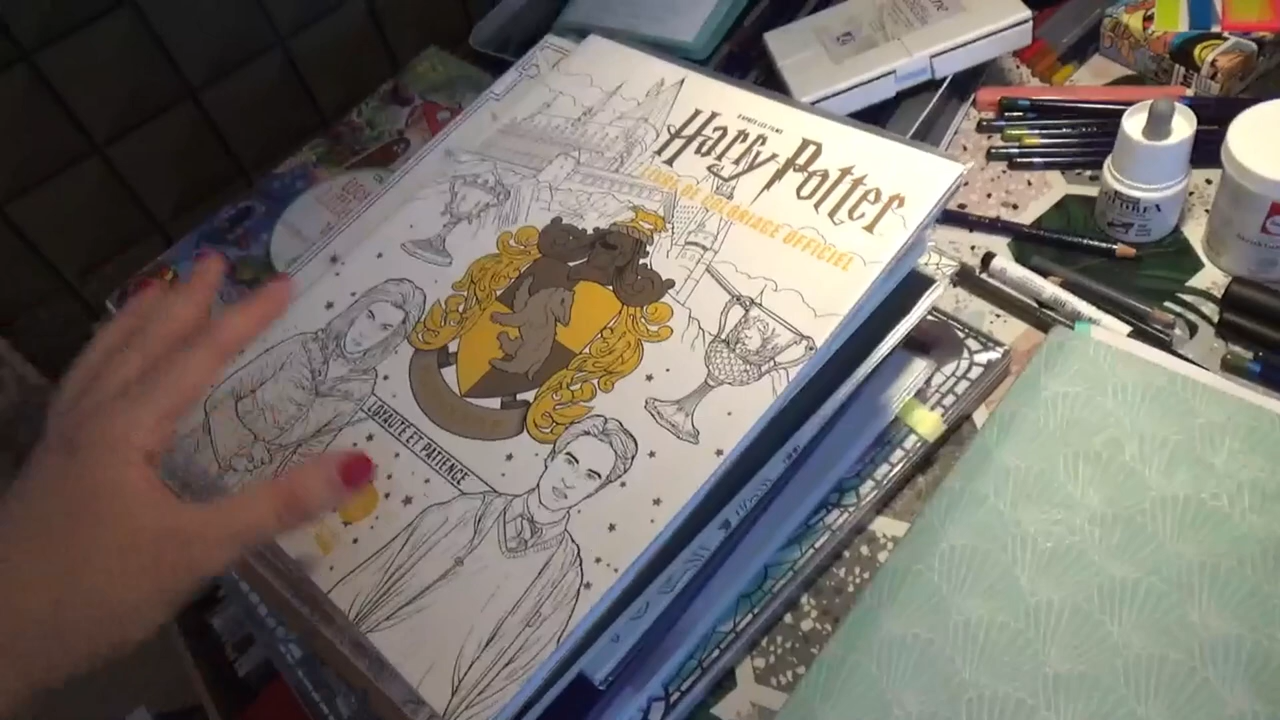 D'APRÈS LES FILMS
Harry Potter
LIVRE DE COLORIAGE OFFICIEL
LOYAUTÉ ET PATIENCE